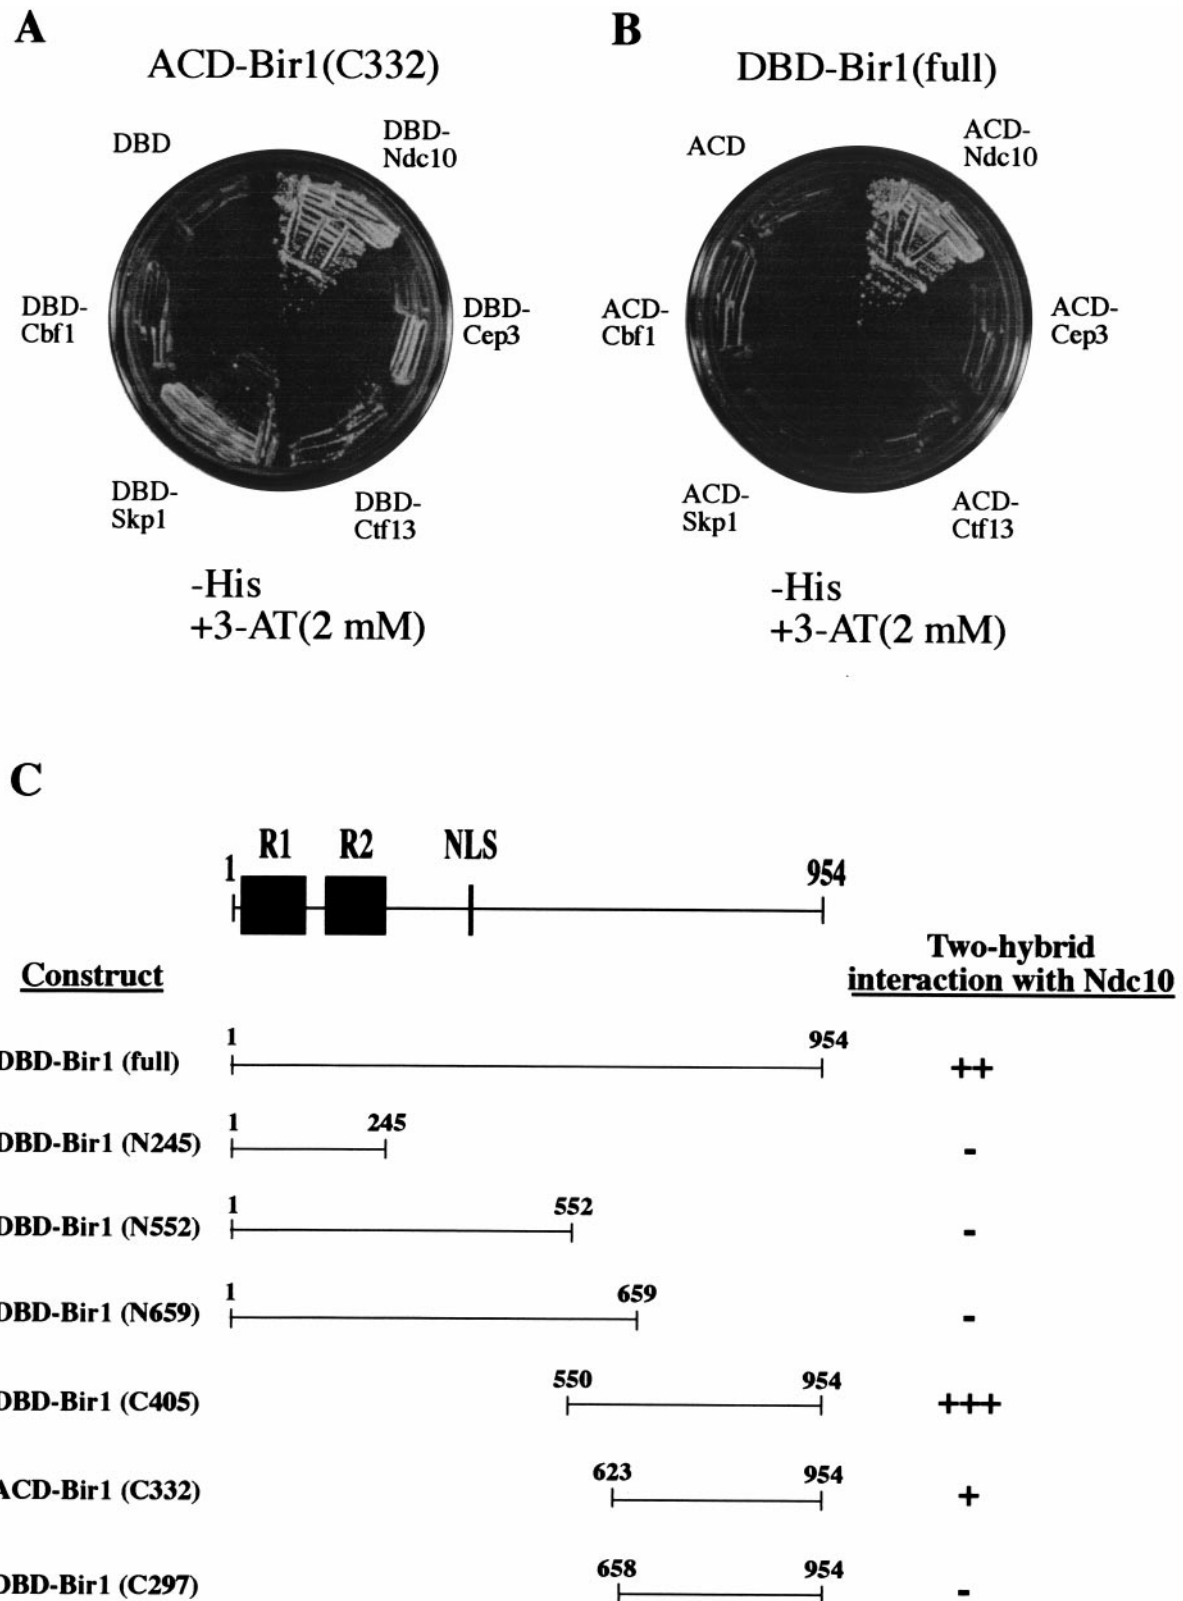 A
ACD-Bir1(C332)
DBD
DBD-
Ndc10
DBD-
Cbf1
DBD-
Cep3
DBD-
Skp1
DBD-
Ctf13
-His
+3-AT(2 mM)
B
DBD-Bir1(full)
ACD
ACD-
Ndc10
ACD-
Cbf1
ACD-
Cep3
ACD-
Skp1
ACD-
Ctf13
-His
+3-AT(2 mM)
C
1 R1 R2 NLS 954
Construct
Two-hybrid
interaction with Ndc10
DBD-Bir1 (full) 1 954 ++
DBD-Bir1 (N245) 1 245 -
DBD-Bir1 (N552) 1 552 -
DBD-Bir1 (N659) 1 659 -
DBD-Bir1 (C405) 550 954 +++
ACD-Bir1 (C332) 623 954 +
DBD-Bir1 (C297) 658 954 -